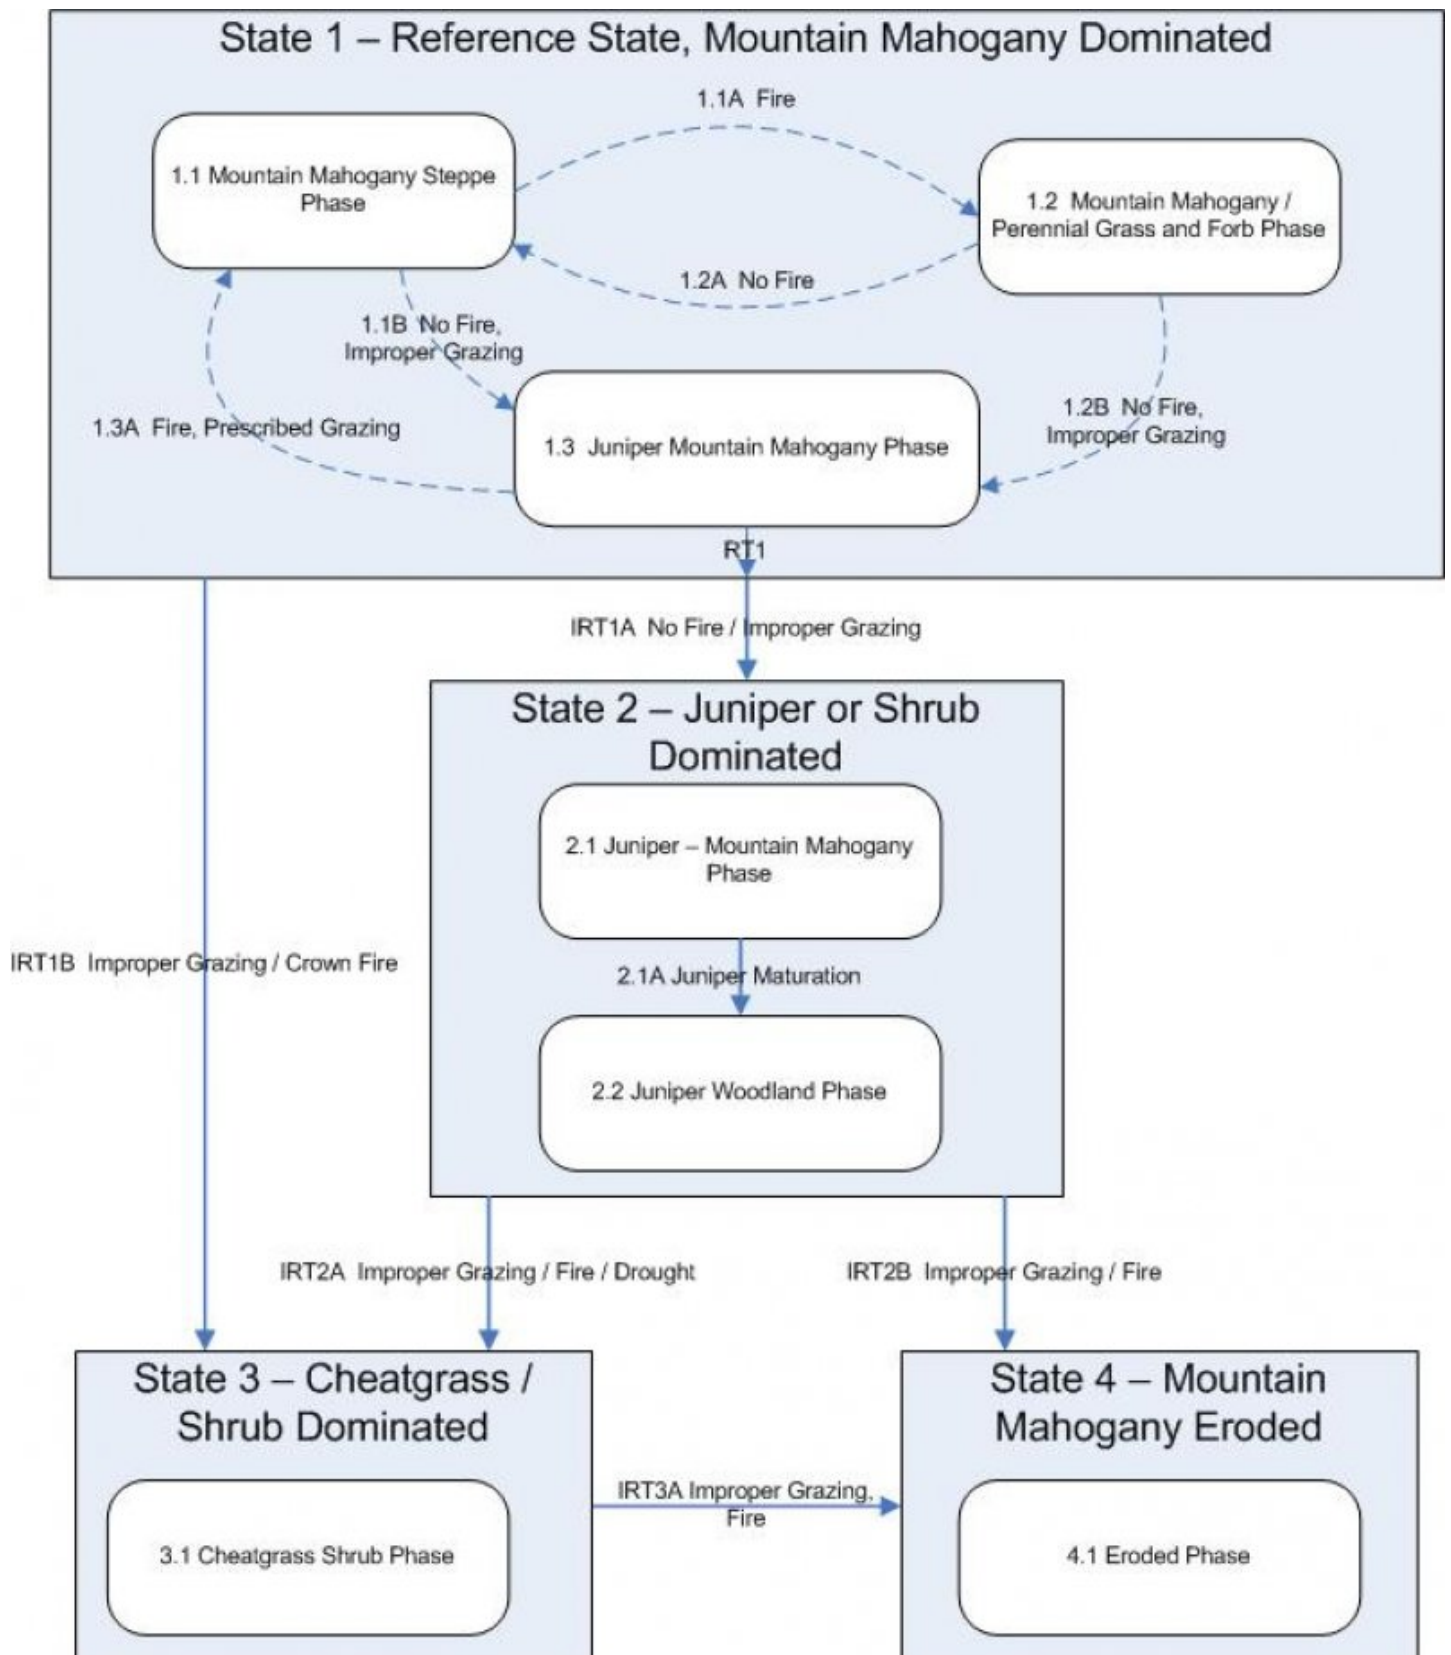 State 1 – Reference State, Mountain Mahogany Dominated
1.1A  Fire
1.1 Mountain Mahogany Steppe
Phase
1.2  Mountain Mahogany /
Perennial Grass and Forb Phase
1.2A  No Fire
1.1B  No Fire,
Improper Grazing
1.3A  Fire, Prescribed Grazing
1.2B  No Fire,
Improper Grazing
1.3  Juniper Mountain Mahogany Phase
RT1
IRT1A  No Fire / Improper Grazing
State 2 – Juniper or Shrub
Dominated
2.1 Juniper – Mountain Mahogany
Phase
IRT1B  Improper Grazing / Crown Fire
2.1A Juniper Maturation
2.2 Juniper Woodland Phase
IRT2A  Improper Grazing / Fire / Drought
IRT2B  Improper Grazing / Fire
State 3 – Cheatgrass /
Shrub Dominated
State 4 – Mountain
Mahogany Eroded
IRT3A Improper Grazing,
Fire
3.1 Cheatgrass Shrub Phase
4.1 Eroded Phase